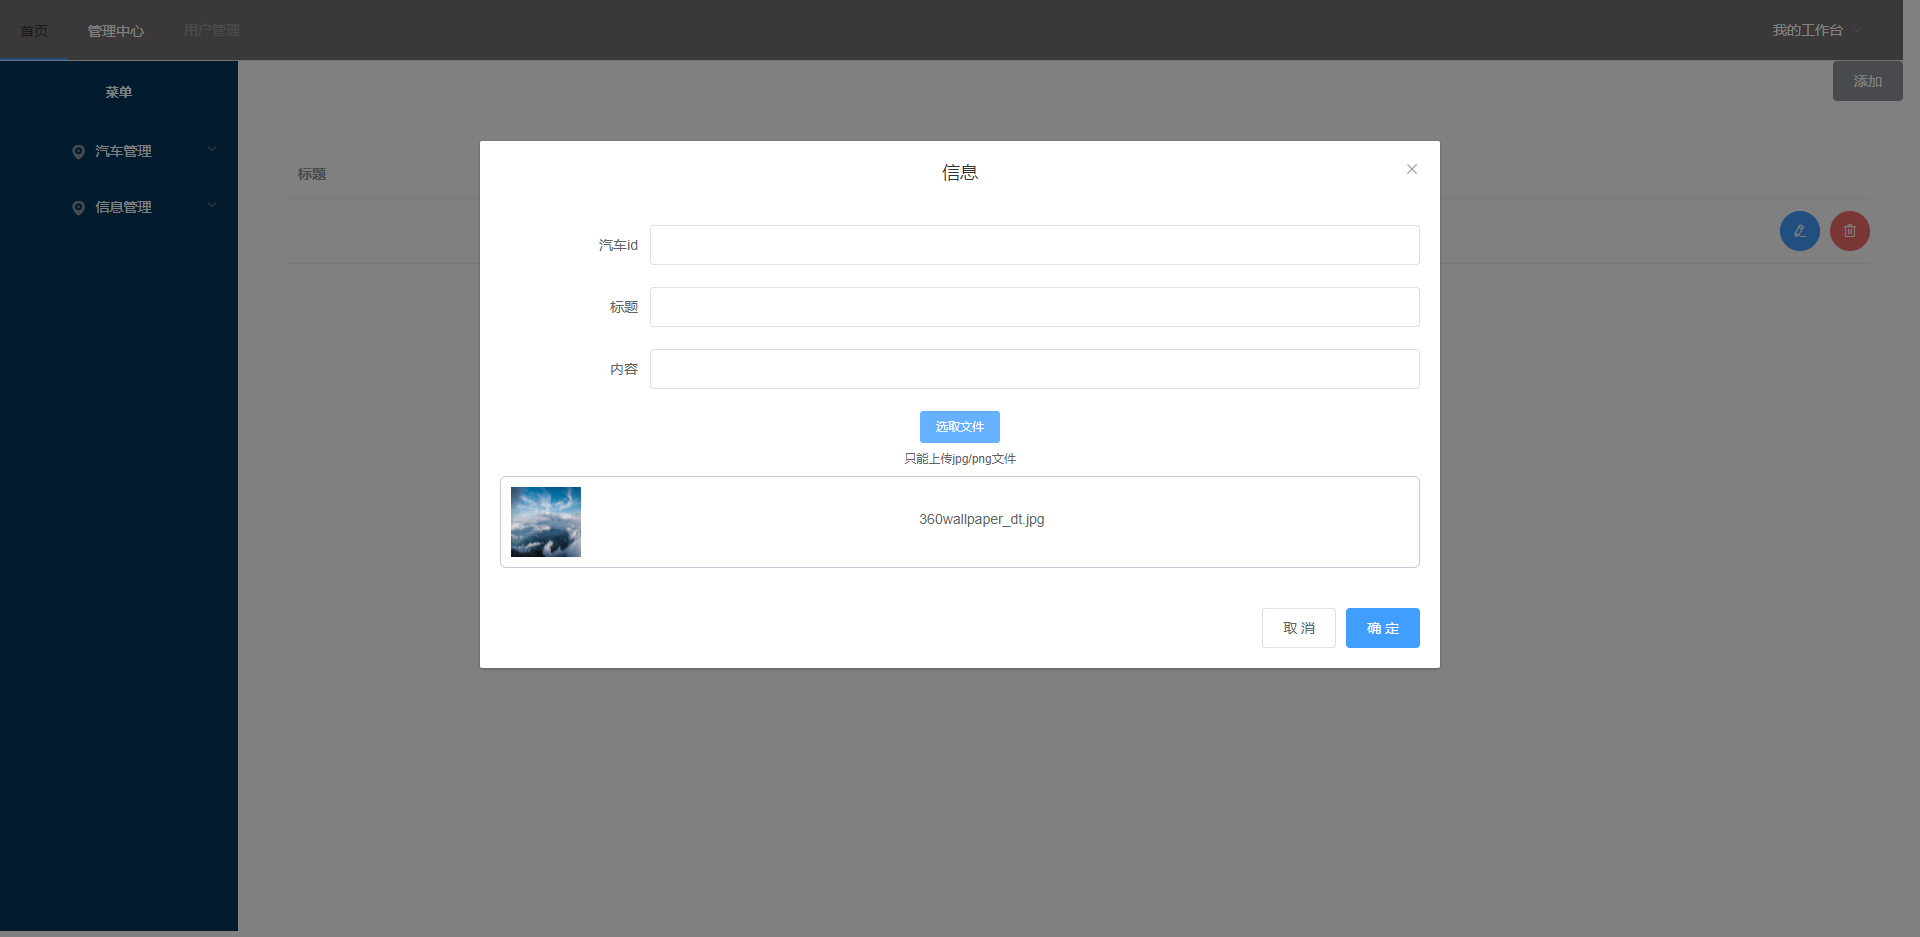 首页 管理中心 用户管理 我的工作台
添加
菜单
汽车管理
信息管理
标题
信息
汽车id
标题
内容
选取文件
只能上传jpg/png文件
360wallpaper_dt.jpg
取 消 确 定